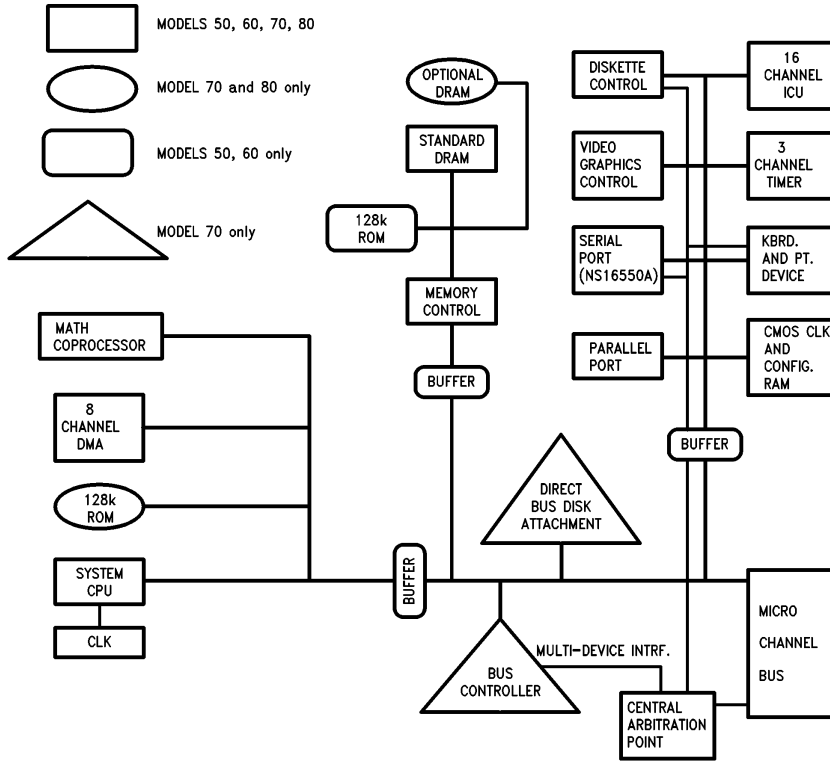 MODELS 50, 60, 70, 80
MODEL 70 and 80 only
MODELS 50, 60 only
MODEL 70 only
OPTIONAL
DRAM
STANDARD
DRAM
128k
ROM
MEMORY
CONTROL
BUFFER
DISKETTE
CONTROL
16
CHANNEL
ICU
VIDEO
GRAPHICS
CONTROL
3
CHANNEL
TIMER
SERIAL
PORT
(NS16550A)
KBRD.
AND PT.
DEVICE
PARALLEL
PORT
CMOS CLK
AND
CONFIG.
RAM
BUFFER
MATH
COPROCESSOR
8
CHANNEL
DMA
128k
ROM
SYSTEM
CPU
CLK
BUFFER
DIRECT
BUS DISK
ATTACHMENT
BUS
CONTROLLER
MULTI-DEVICE INTRF.
CENTRAL
ARBITRATION
POINT
MICRO
CHANNEL
BUS